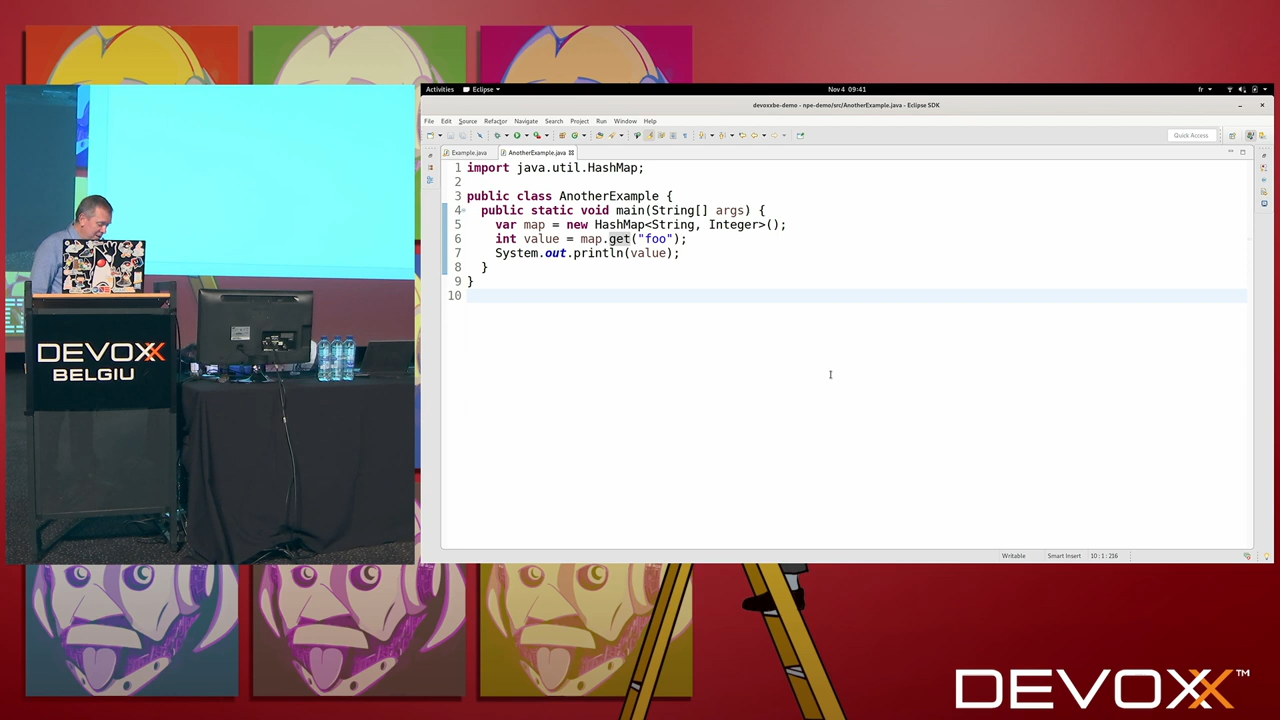 DEVOXX
BELGIU
Activities
Eclipse
Nov 4 09:41
fr
devoxxbe-demo - npe-demo/src/AnotherExample.java - Eclipse SDK
File Edit Source Refactor Navigate Search Project Run Window Help
Quick Access
Example.java
AnotherExample.java
1 import java.util.HashMap;
2
3 public class AnotherExample {
4 public static void main(String[] args) {
5 var map = new HashMap<String, Integer>();
6 int value = map.get("foo");
7 System.out.println(value);
8 }
9 }
10
Writable
Smart Insert
10 : 1 : 216
DEVOXX™